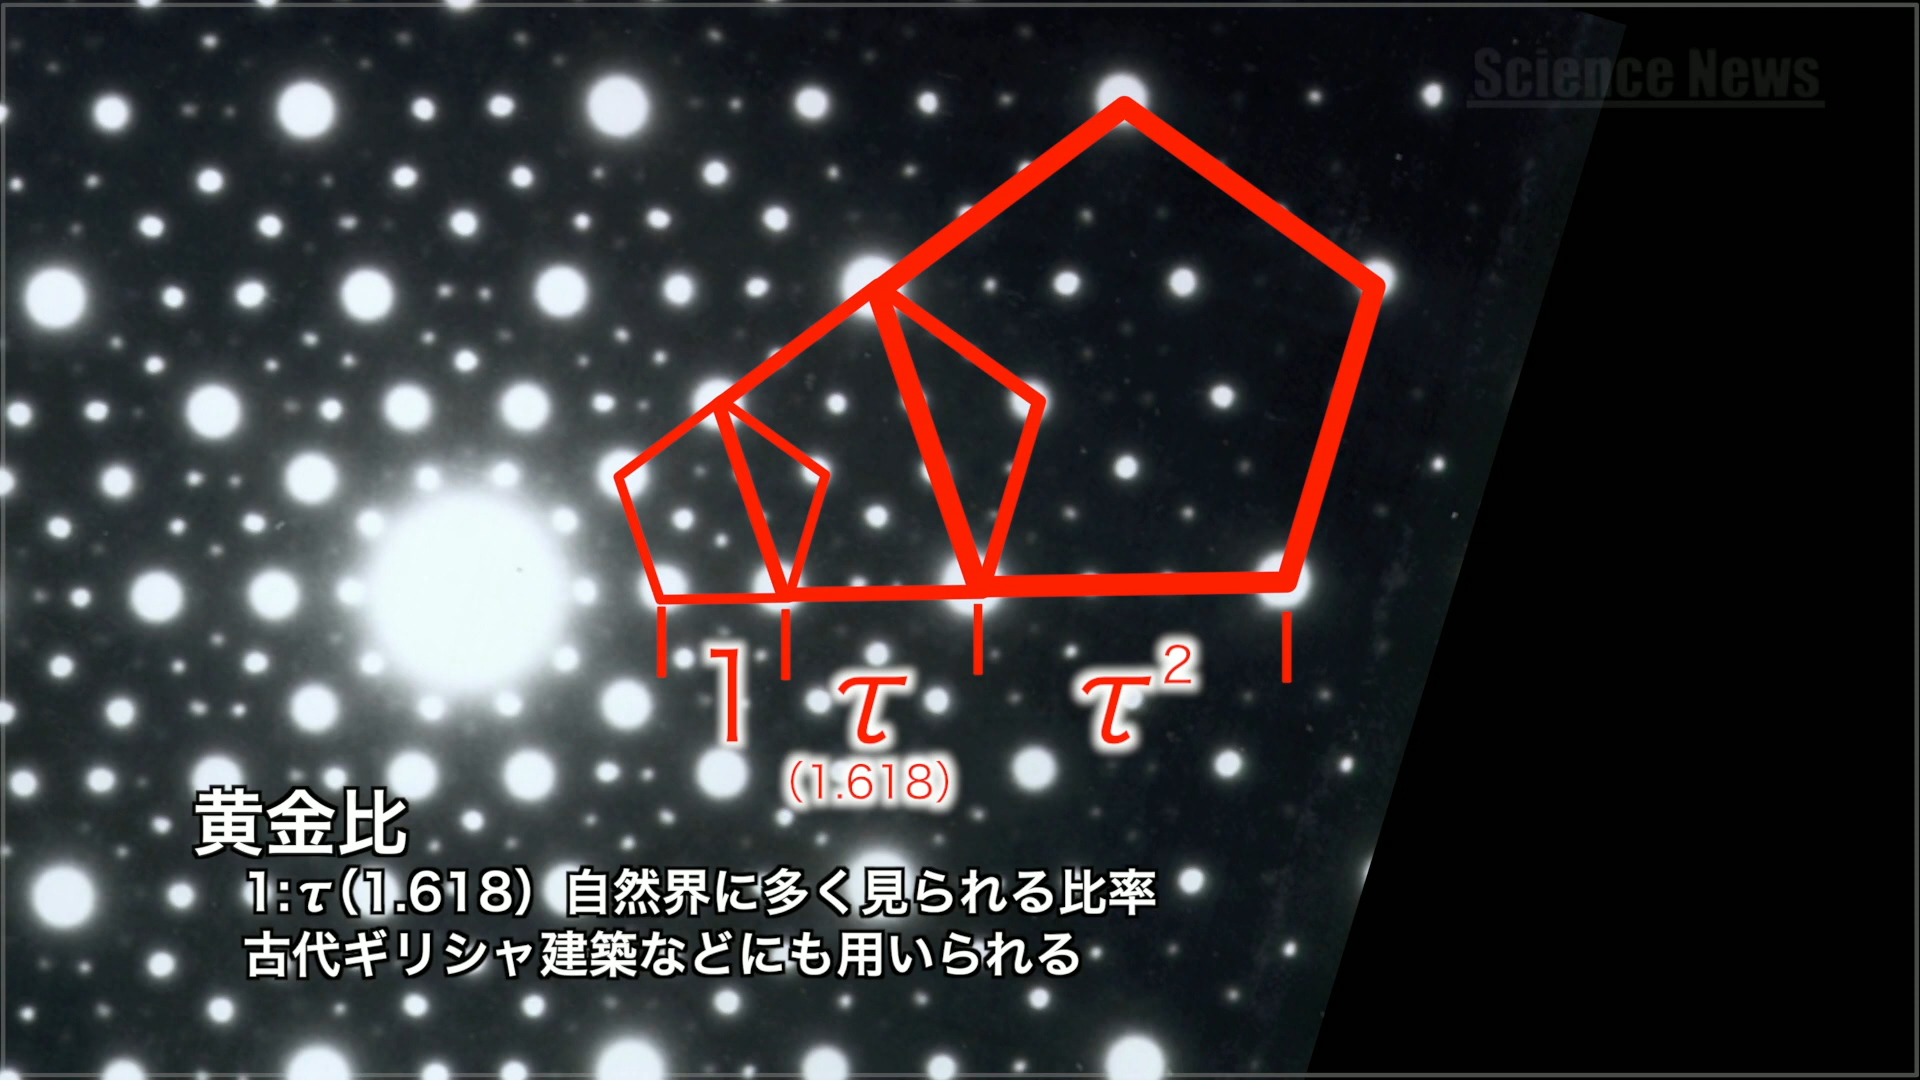 Science News
1 τ τ²
(1.618)
黄金比
1:τ(1.618) 自然界に多く見られる比率
古代ギリシャ建築などにも用いられる